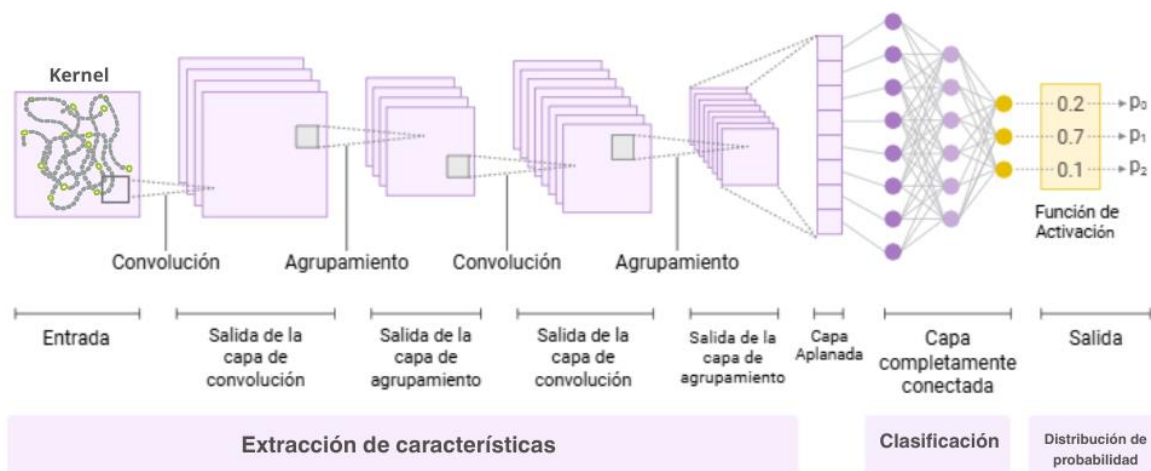 Kernel
0.2 p₀
0.7 p₁
0.1 p₂
Función de
Activación
Convolución Agrupamiento Convolución Agrupamiento
Entrada
Salida de la
capa de
convolución
Salida de la
capa de
agrupamiento
Salida de la
capa de
convolución
Salida de la
capa de
agrupamiento
Capa
Aplanada
Capa
completamente
conectada
Salida
Extracción de características
Clasificación
Distribución de
probabilidad